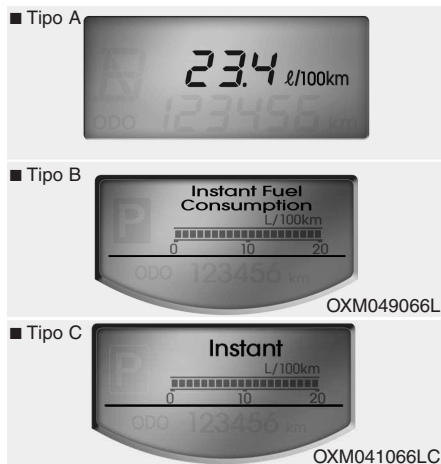 ■ Tipo A
23.4 ℓ/100km
ODO 123456 km
■ Tipo B
Instant Fuel
Consumption
P
L/100km
0 10 20
ODO 123456 km
OXM049066L
■ Tipo C
Instant
P
L/100km
0 10 20
ODO 123456 km
OXM041066LC